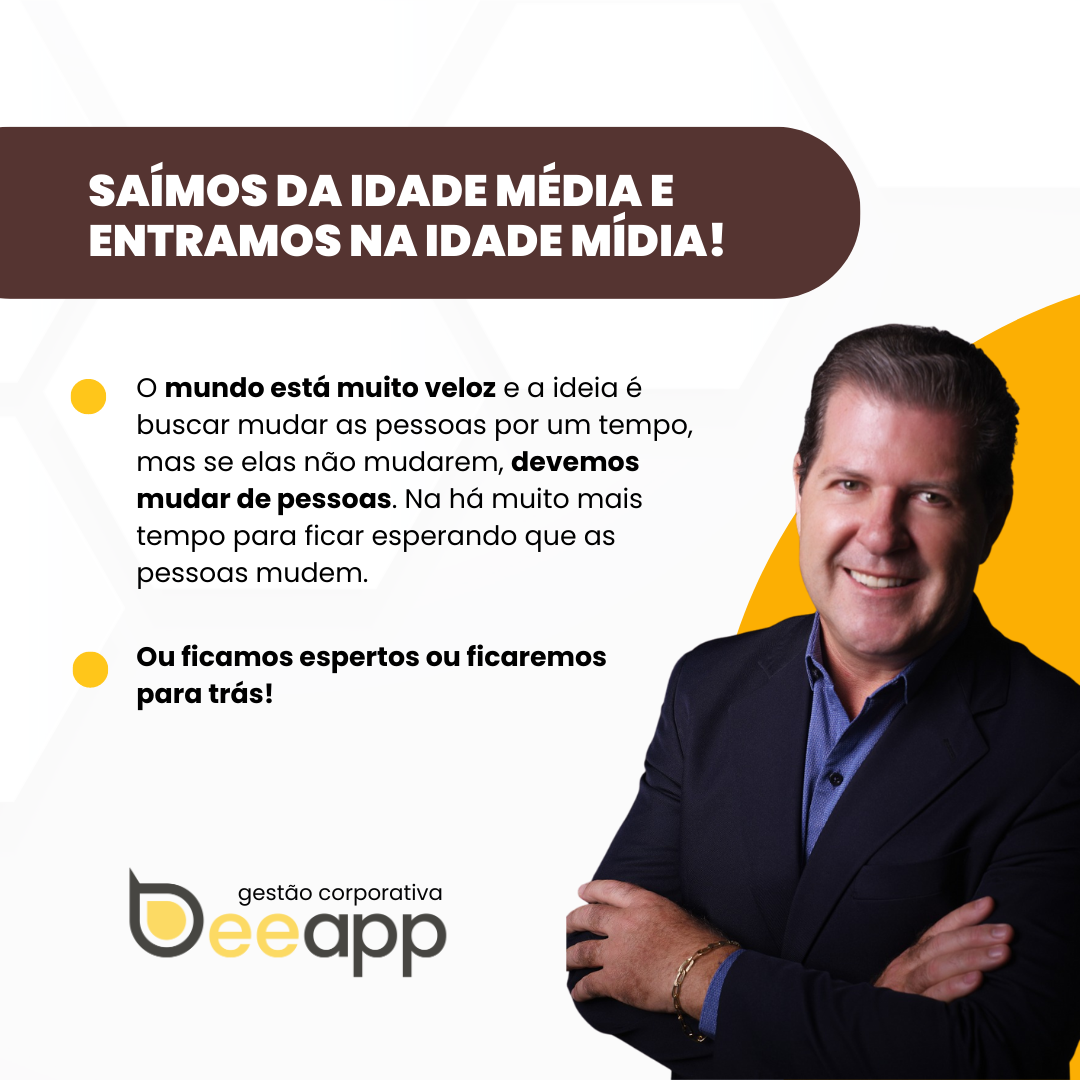 SAÍMOS DA IDADE MÉDIA E
ENTRAMOS NA IDADE MÍDIA!
O mundo está muito veloz e a ideia é
buscar mudar as pessoas por um tempo,
mas se elas não mudarem, devemos
mudar de pessoas. Na há muito mais
tempo para ficar esperando que as
pessoas mudem.
Ou ficamos espertos ou ficaremos
para trás!
gestão corporativa
beeapp